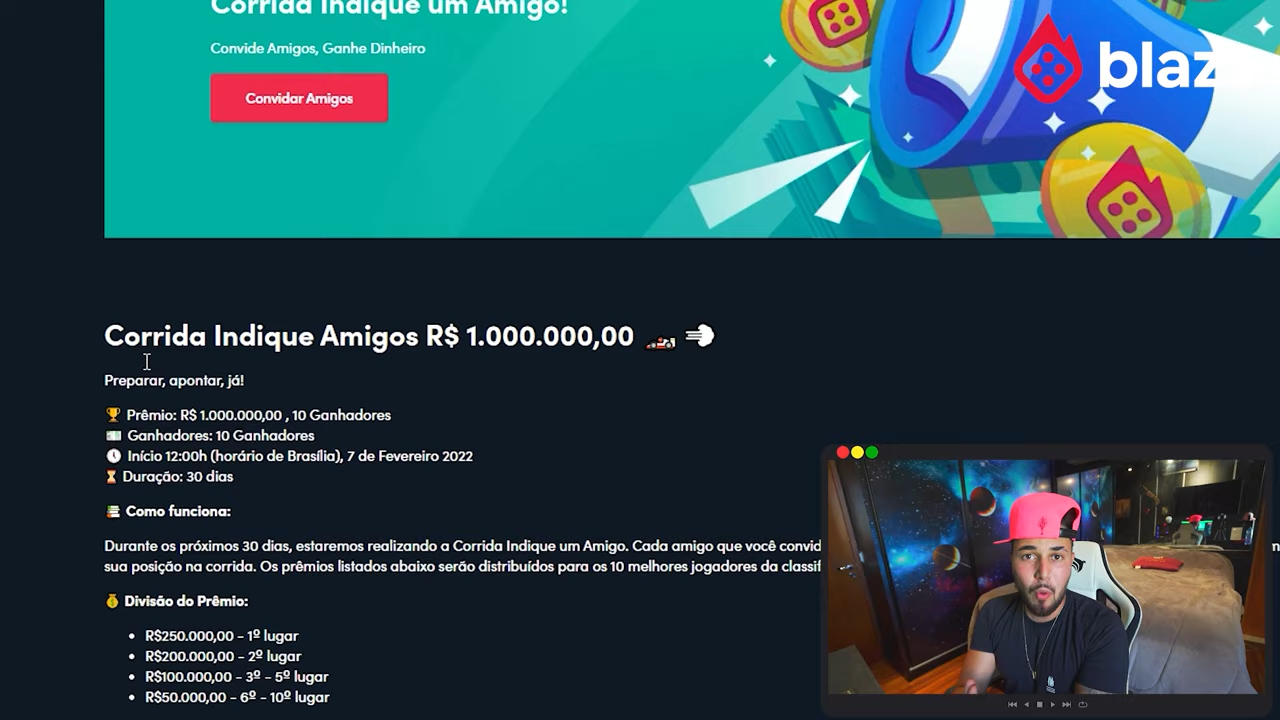 Corrida Indique um Amigo!
Convide Amigos, Ganhe Dinheiro
Convidar Amigos
blaz
Corrida Indique Amigos R$ 1.000.000,00
Preparar, apontar, já!
Prêmio: R$ 1.000.000,00 , 10 Ganhadores
Ganhadores: 10 Ganhadores
Início 12:00h (horário de Brasília), 7 de Fevereiro 2022
Duração: 30 dias
Como funciona:
Durante os próximos 30 dias, estaremos realizando a Corrida Indique um Amigo. Cada amigo que você convid
sua posição na corrida. Os prêmios listados abaixo serão distribuídos para os 10 melhores jogadores da classif
Divisão do Prêmio:
• R$250.000,00 - 1º lugar
• R$200.000,00 - 2º lugar
• R$100.000,00 - 3º - 5º lugar
• R$50.000,00 - 6º - 10º lugar